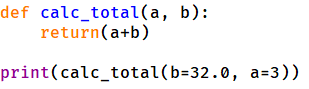 def calc_total(a, b):
    return(a+b)

print(calc_total(b=32.0, a=3))